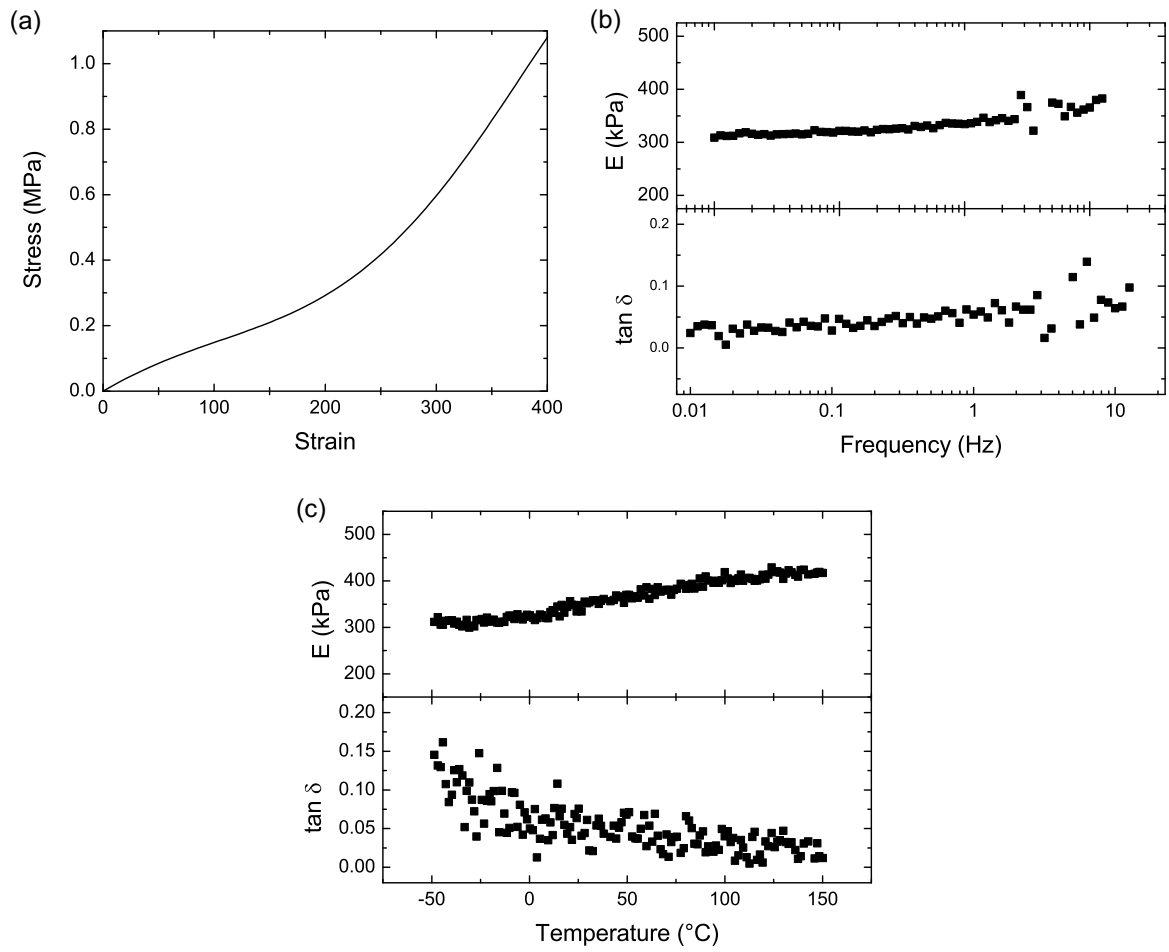 (a)
Stress (MPa)
1.0
0.8
0.6
0.4
0.2
0.0
0 100 200 300 400
Strain
(b)
E (kPa)
500
400
300
200
tan δ
0.2
0.1
0.0
0.01 0.1 1 10
Frequency (Hz)
(c)
E (kPa)
500
400
300
200
tan δ
0.20
0.15
0.10
0.05
0.00
-50 0 50 100 150
Temperature (°C)